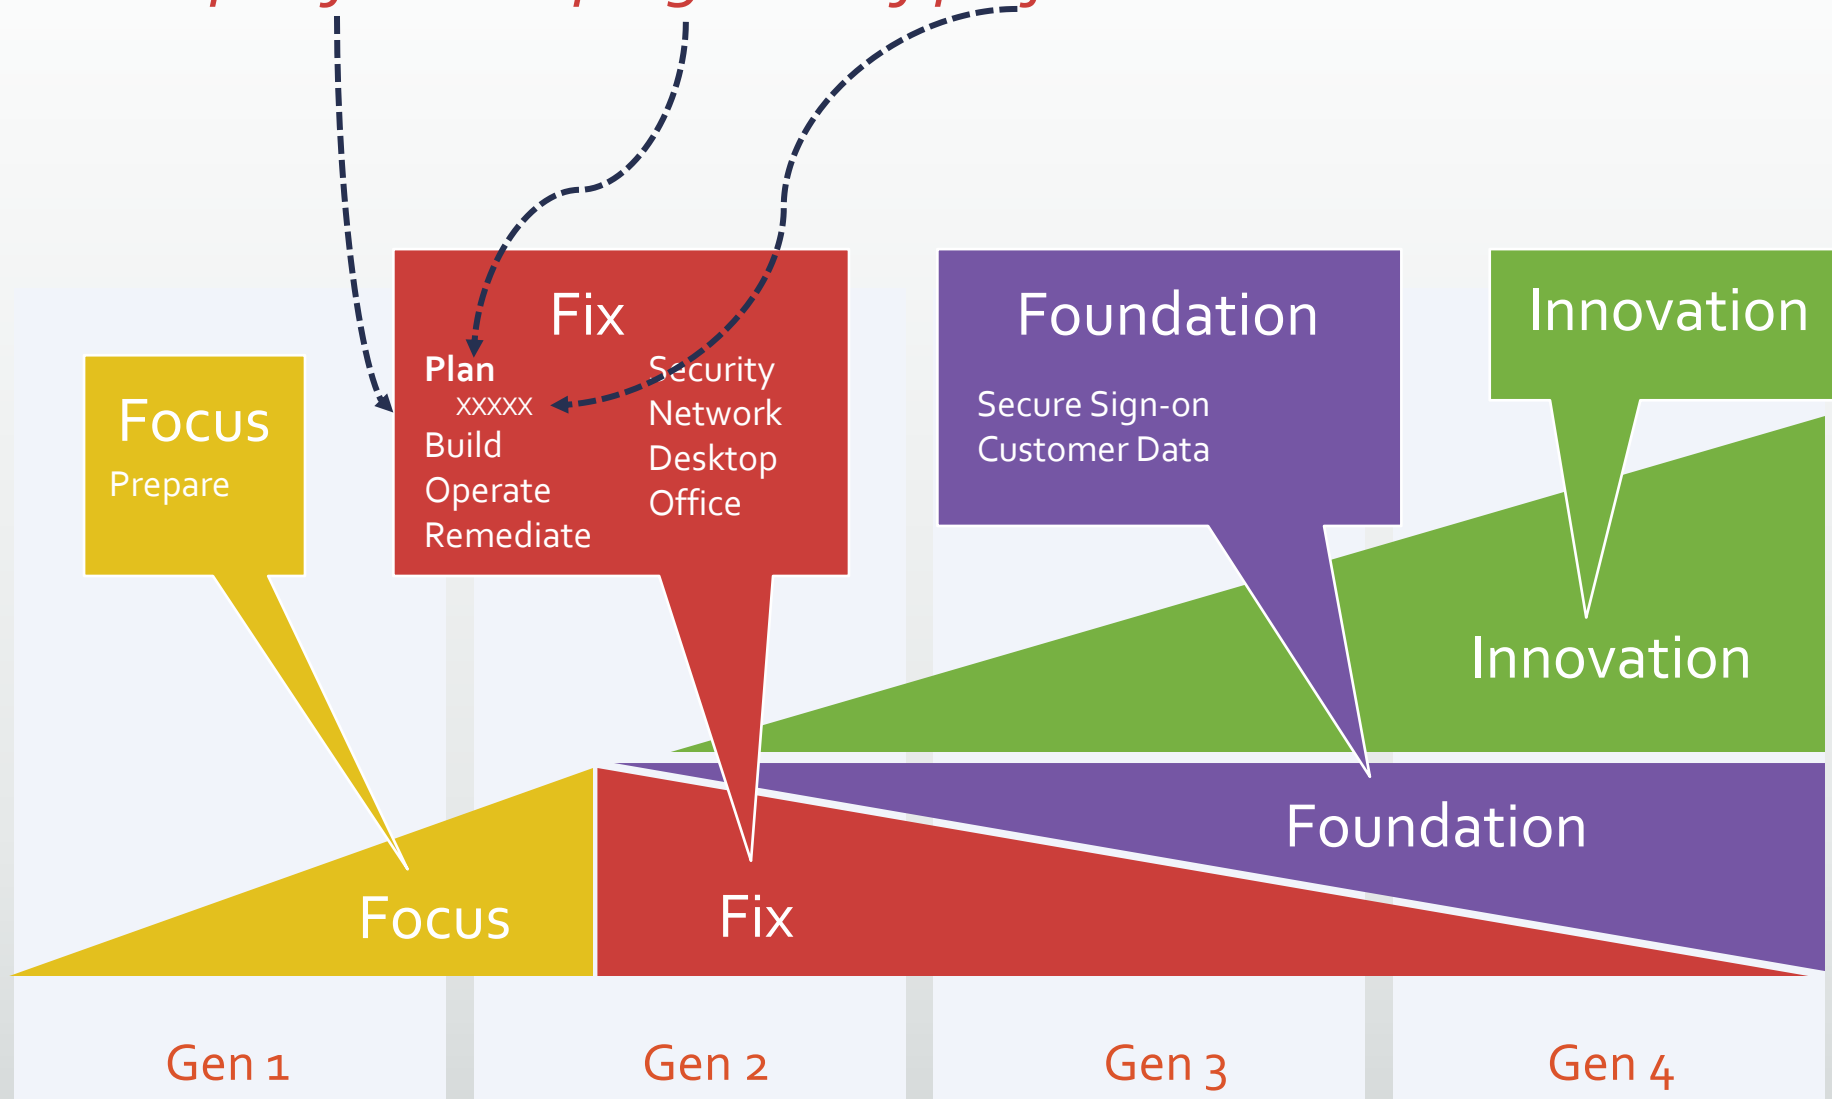 Fix
Foundation
Innovation
Plan
xxxxx
Build
Operate
Remediate
Security
Network
Desktop
Office
Focus
Prepare
Secure Sign-on
Customer Data
Innovation
Foundation
Focus
Fix
Gen 1
Gen 2
Gen 3
Gen 4